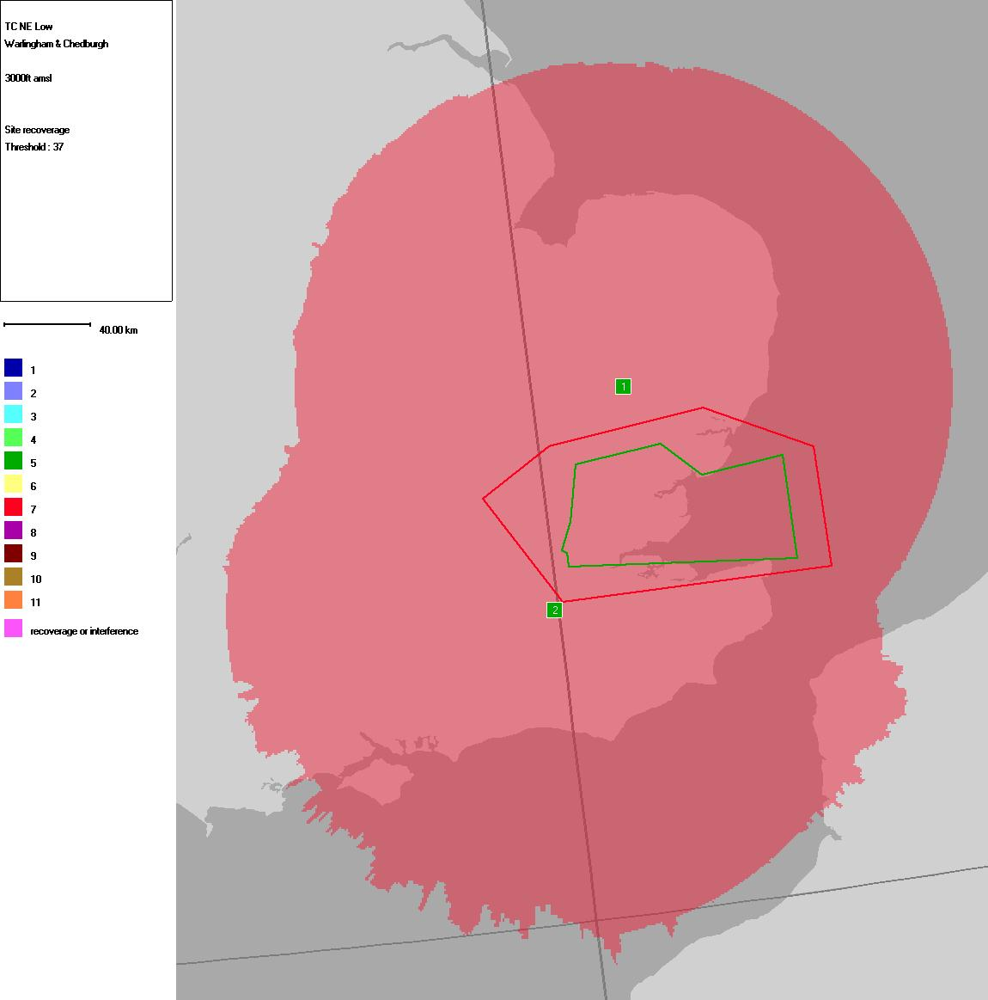 TC NE Low
Warlingham & Chedburgh
3000ft amsl
Site recoverage
Threshold : 37
40.00 km
1
2
3
4
5
6
7
8
9
10
11
recoverage or interference
1
2